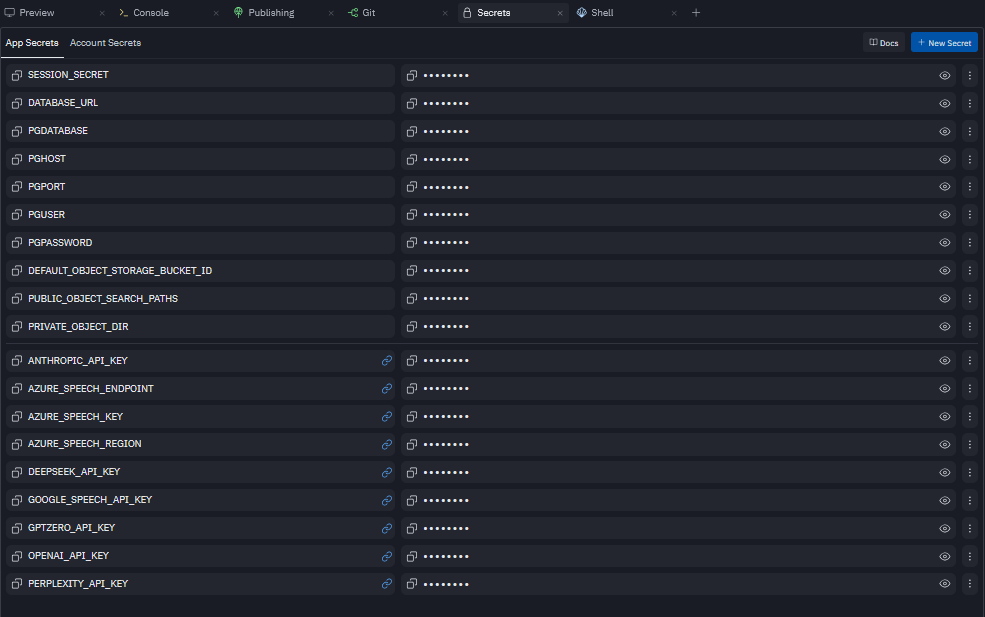 Preview Console Publishing Git Secrets Shell
App Secrets Account Secrets Docs New Secret
SESSION_SECRET
DATABASE_URL
PGDATABASE
PGHOST
PGPORT
PGUSER
PGPASSWORD
DEFAULT_OBJECT_STORAGE_BUCKET_ID
PUBLIC_OBJECT_SEARCH_PATHS
PRIVATE_OBJECT_DIR
ANTHROPIC_API_KEY
AZURE_SPEECH_ENDPOINT
AZURE_SPEECH_KEY
AZURE_SPEECH_REGION
DEEPSEEK_API_KEY
GOOGLE_SPEECH_API_KEY
GPTZERO_API_KEY
OPENAI_API_KEY
PERPLEXITY_API_KEY